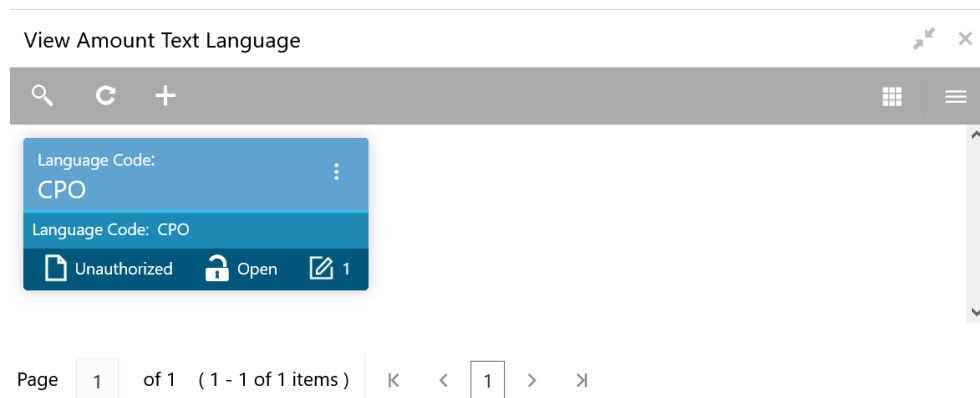 View Amount Text Language
Language Code:
CPO
Language Code: CPO
Unauthorized Open 1
Page 1 of 1 ( 1 - 1 of 1 items ) 1